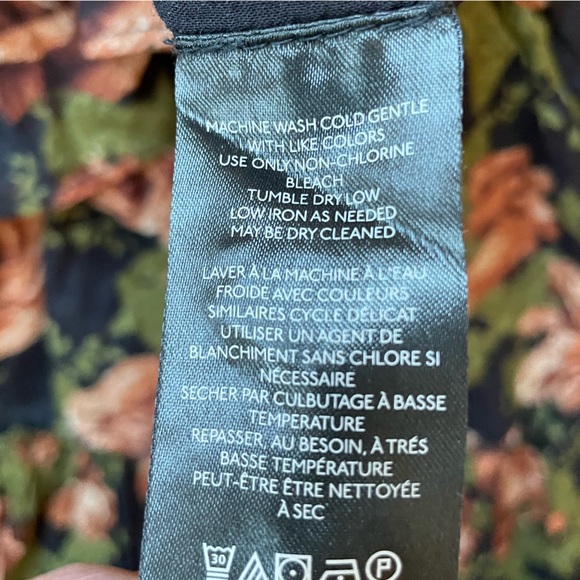 MACHINE WASH COLD GENTLE
WITH LIKE COLORS
USE ONLY NON-CHLORINE
BLEACH
TUMBLE DRY LOW
LOW IRON AS NEEDED
MAY BE DRY CLEANED
LAVER À LA MACHINE À L'EAU
FROIDE AVEC COULEURS
SIMILAIRES CYCLE DÉLICAT
UTILISER UN AGENT DE
BLANCHIMENT SANS CHLORE SI
NÉCESSAIRE
SÉCHER PAR CULBUTAGE À BASSE
TEMPERATURE
REPASSER, AU BESOIN, À TRÉS
BASSE TEMPÉRATURE
PEUT-ÊTRE ÊTRE NETTOYÉE
À SEC
30 P